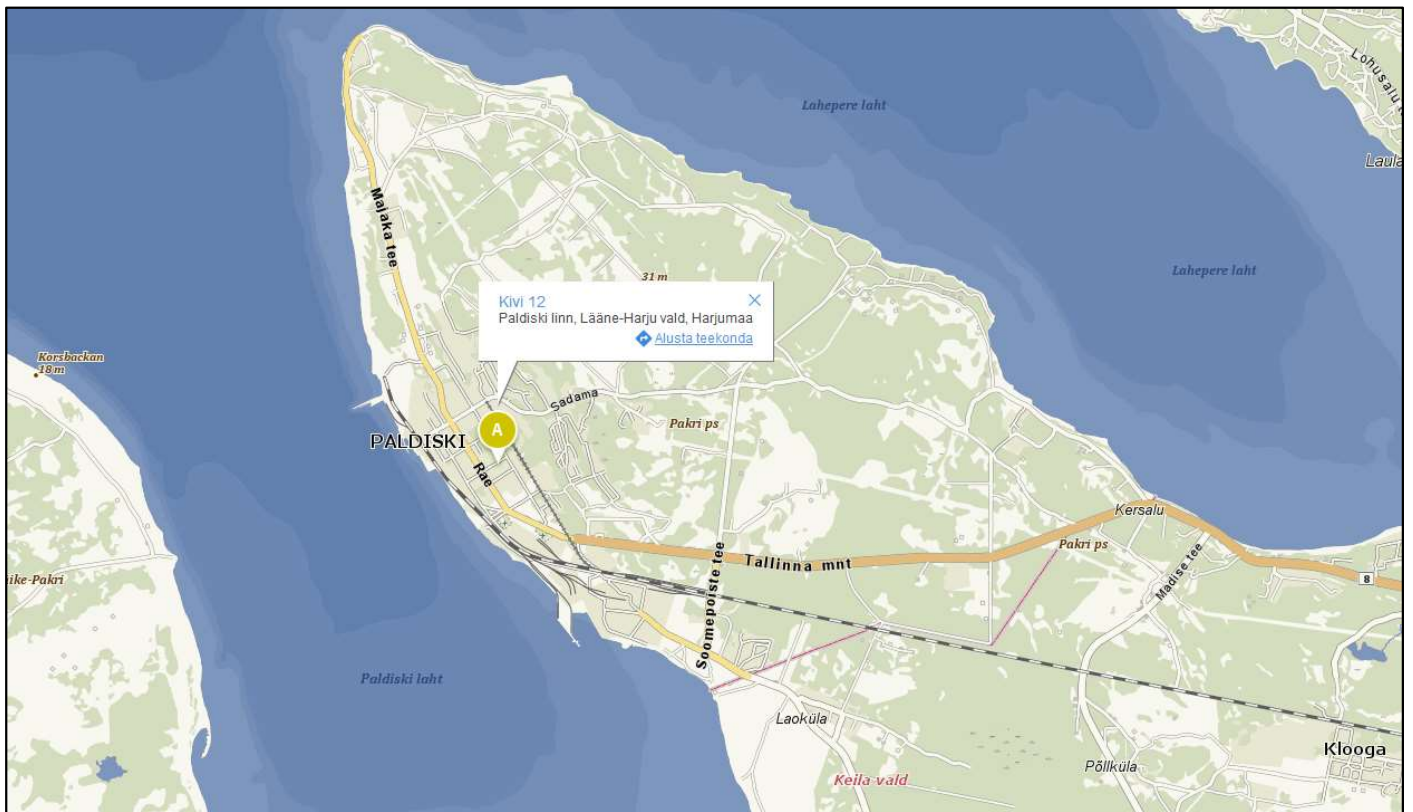 Lohusalu
Lahepere laht
Laula
Majaka tee
Lahepere laht
31 m
Kivi 12
Paldiski linn, Lääne-Harju vald, Harjumaa
Alusta teekonda
Korsbackan
18 m
Sadama
A
Pakri ps
PALDISKI
Rae
Kersalu
Pakri ps
Tallinna mnt
8
aike-Pakri
Madise tee
Soomepoiste tee
Paldiski laht
Laoküla
Klooga
Põllküla
Keila vald